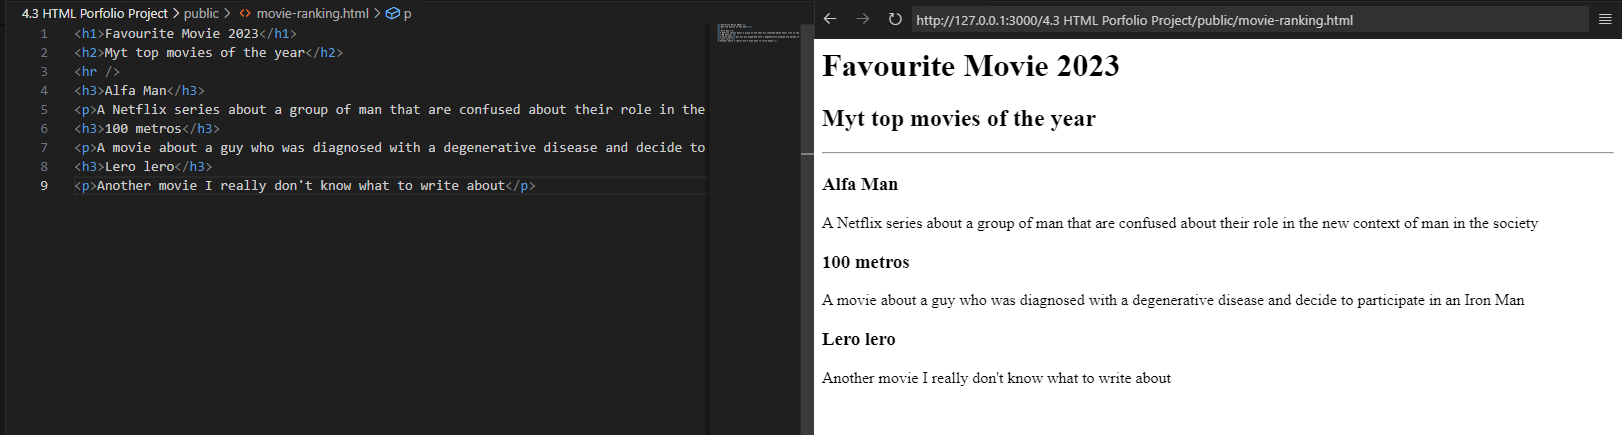 4.3 HTML Porfolio Project > public > <> movie-ranking.html > p
1 <h1>Favourite Movie 2023</h1>
2 <h2>Myt top movies of the year</h2>
3 <hr />
4 <h3>Alfa Man</h3>
5 <p>A Netflix series about a group of man that are confused about their role in the
6 <h3>100 metros</h3>
7 <p>A movie about a guy who was diagnosed with a degenerative disease and decide to
8 <h3>Lero lero</h3>
9 <p>Another movie I really don't know what to write about</p>
http://127.0.0.1:3000/4.3 HTML Porfolio Project/public/movie-ranking.html
Favourite Movie 2023
Myt top movies of the year
Alfa Man
A Netflix series about a group of man that are confused about their role in the new context of man in the society
100 metros
A movie about a guy who was diagnosed with a degenerative disease and decide to participate in an Iron Man
Lero lero
Another movie I really don't know what to write about